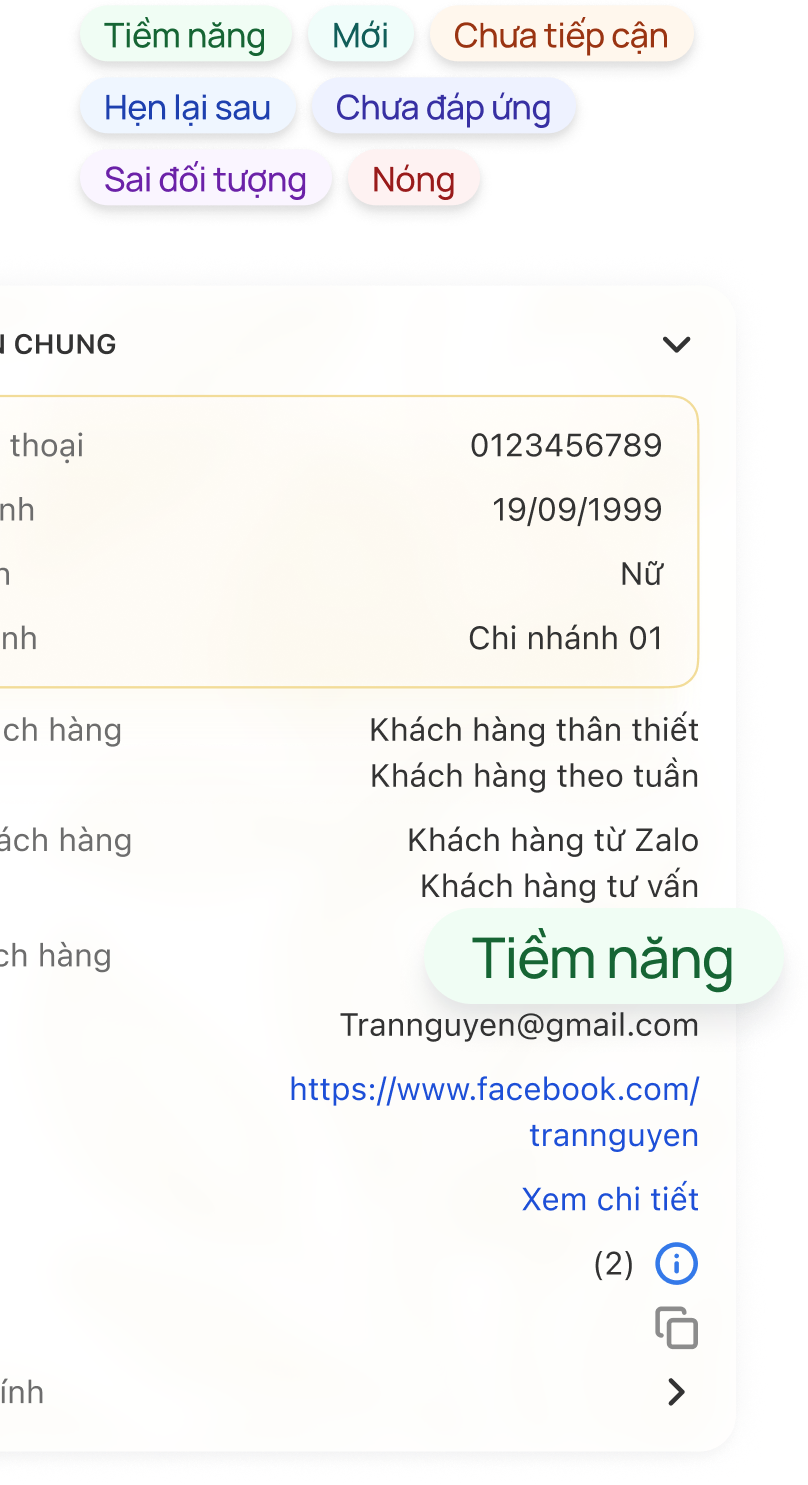 Tiềm năng Mới Chưa tiếp cận
Hẹn lại sau Chưa đáp ứng
Sai đối tượng Nóng
CHUNG
thoại 0123456789
nh 19/09/1999
Nữ
nh Chi nhánh 01
ch hàng Khách hàng thân thiết
Khách hàng theo tuần
ách hàng Khách hàng từ Zalo
Khách hàng tư vấn
ch hàng Tiềm năng
Trannguyen@gmail.com
https://www.facebook.com/
trannguyen
Xem chi tiết
(2)
ính